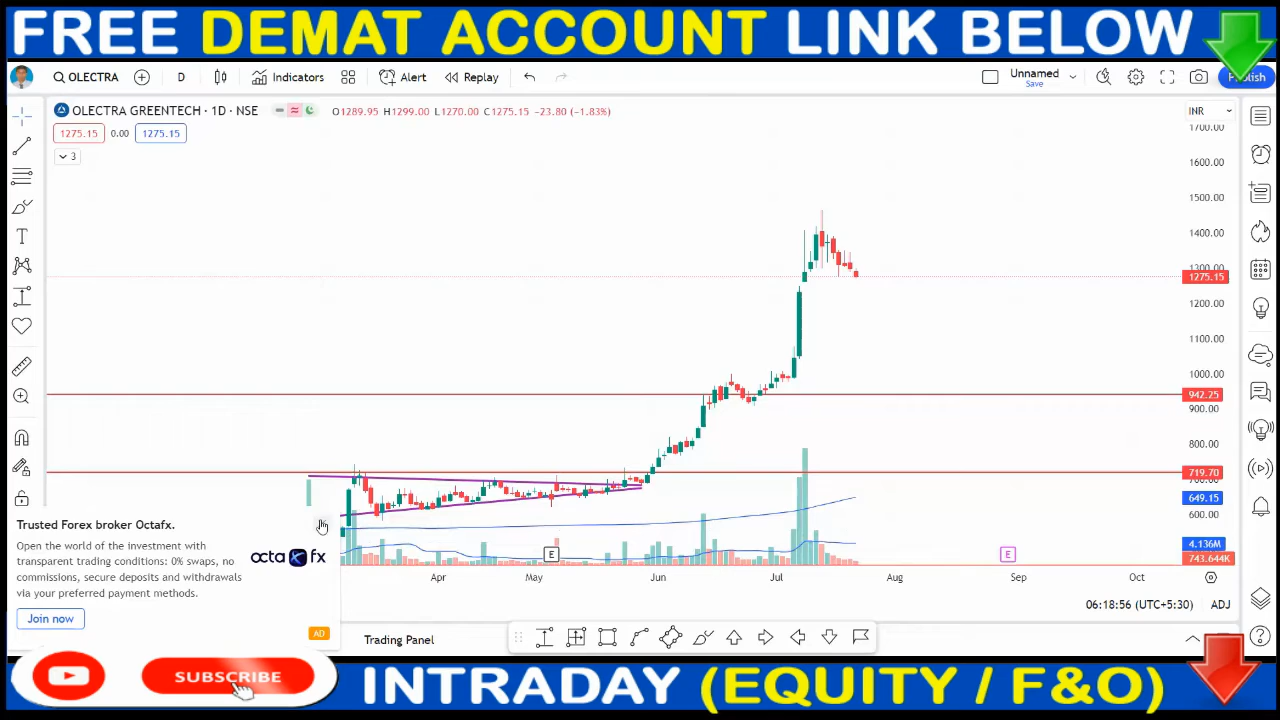 FREE DEMAT ACCOUNT LINK BELOW
OLECTRA
D
Indicators
Alert
Replay
Unnamed
Save
Publish
OLECTRA GREENTECH · 1D · NSE
O1289.95 H1299.00 L1270.00 C1275.15 -23.80 (-1.83%)
INR
1275.15 0.00 1275.15
3
1700.00
1600.00
1500.00
1400.00
1300.00
1275.15
1200.00
1100.00
1000.00
942.25
900.00
800.00
719.70
700.00
649.15
600.00
4.136M
743.644K
E
E
Apr May Jun Jul Aug Sep Oct
Trusted Forex broker Octafx.
Open the world of the investment with
transparent trading conditions: 0% swaps, no
commissions, secure deposits and withdrawals
via your preferred payment methods.
octa fx
Join now
AD
06:18:56 (UTC+5:30) ADJ
Trading Panel
SUBSCRIBE
INTRADAY (EQUITY / F&O)